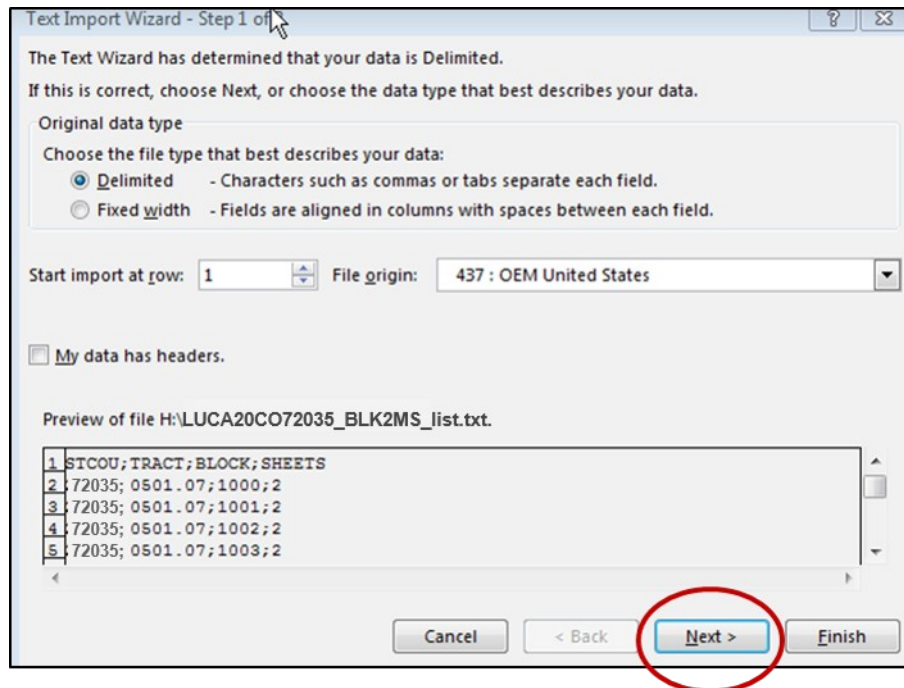 Text Import Wizard - Step 1 of
The Text Wizard has determined that your data is Delimited.
If this is correct, choose Next, or choose the data type that best describes your data.
Original data type
Choose the file type that best describes your data:
Delimited - Characters such as commas or tabs separate each field.
Fixed width - Fields are aligned in columns with spaces between each field.
Start import at row: 1 File origin: 437 : OEM United States
My data has headers.
Preview of file H:\LUCA20CO72035_BLK2MS_list.txt.
1 STCOU;TRACT;BLOCK;SHEETS
2 72035; 0501.07;1000;2
3 72035; 0501.07;1001;2
4 72035; 0501.07;1002;2
5 72035; 0501.07;1003;2
Cancel < Back Next > Finish